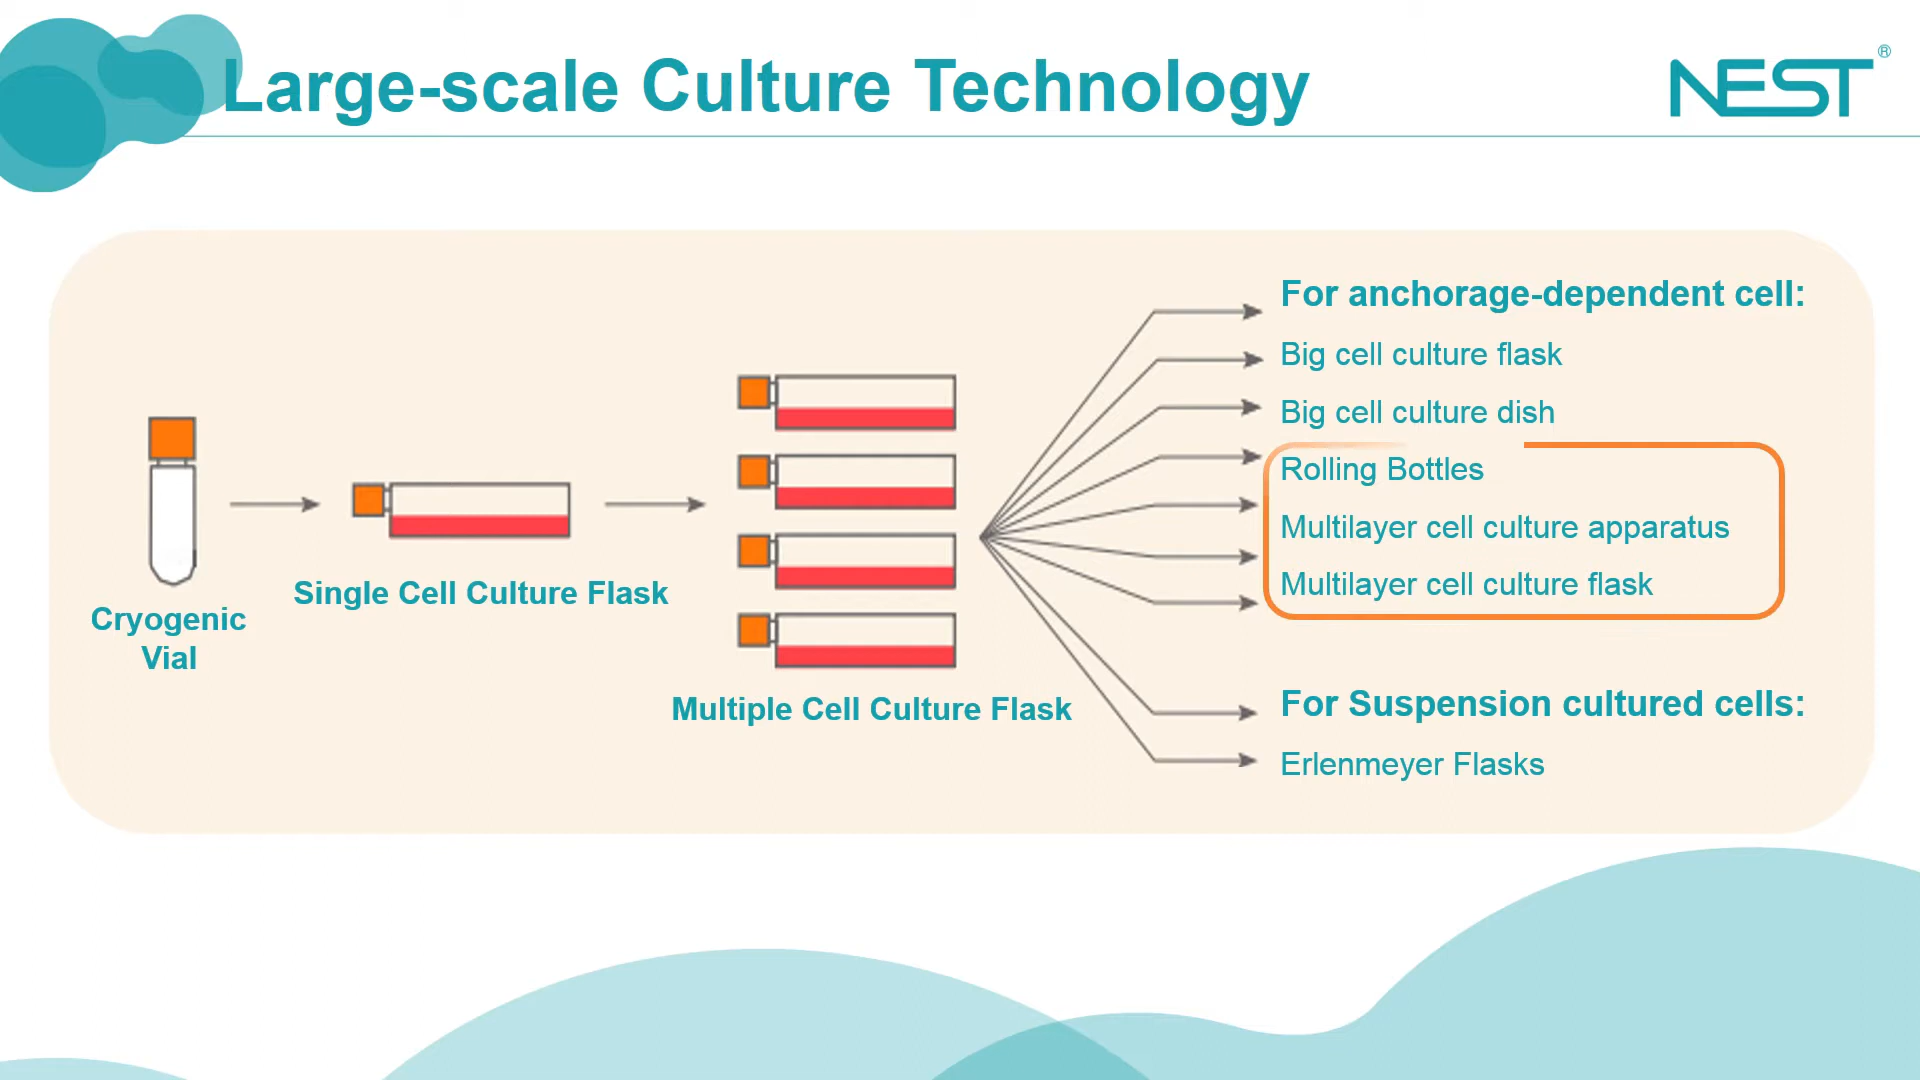 Large-scale Culture Technology
NEST®
Cryogenic
Vial
Single Cell Culture Flask
Multiple Cell Culture Flask
For anchorage-dependent cell:
Big cell culture flask
Big cell culture dish
Rolling Bottles
Multilayer cell culture apparatus
Multilayer cell culture flask
For Suspension cultured cells:
Erlenmeyer Flasks